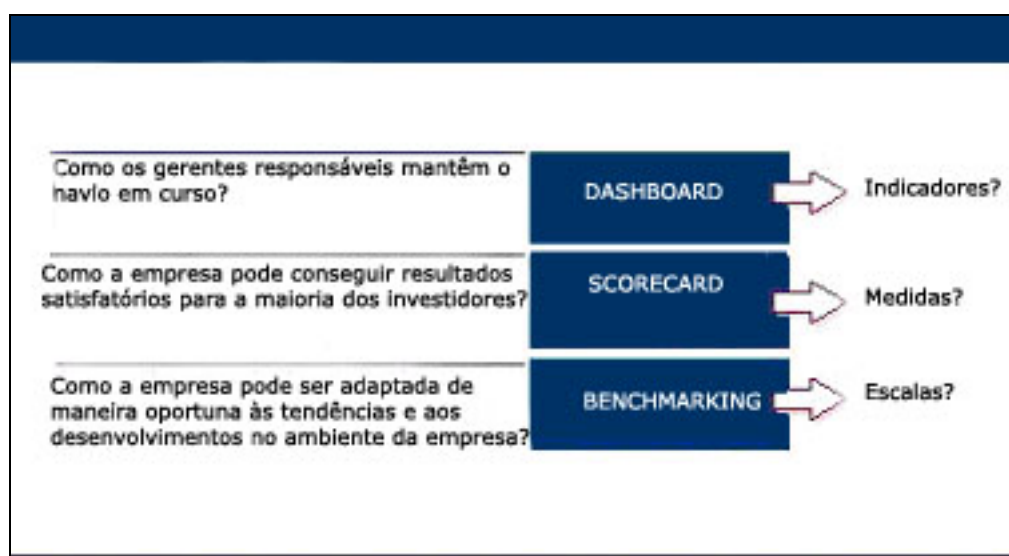 Como os gerentes responsáveis mantêm o
navio em curso?
DASHBOARD
Indicadores?
Como a empresa pode conseguir resultados
satisfatórios para a maioria dos investidores?
SCORECARD
Medidas?
Como a empresa pode ser adaptada de
maneira oportuna às tendências e aos
desenvolvimentos no ambiente da empresa?
BENCHMARKING
Escalas?